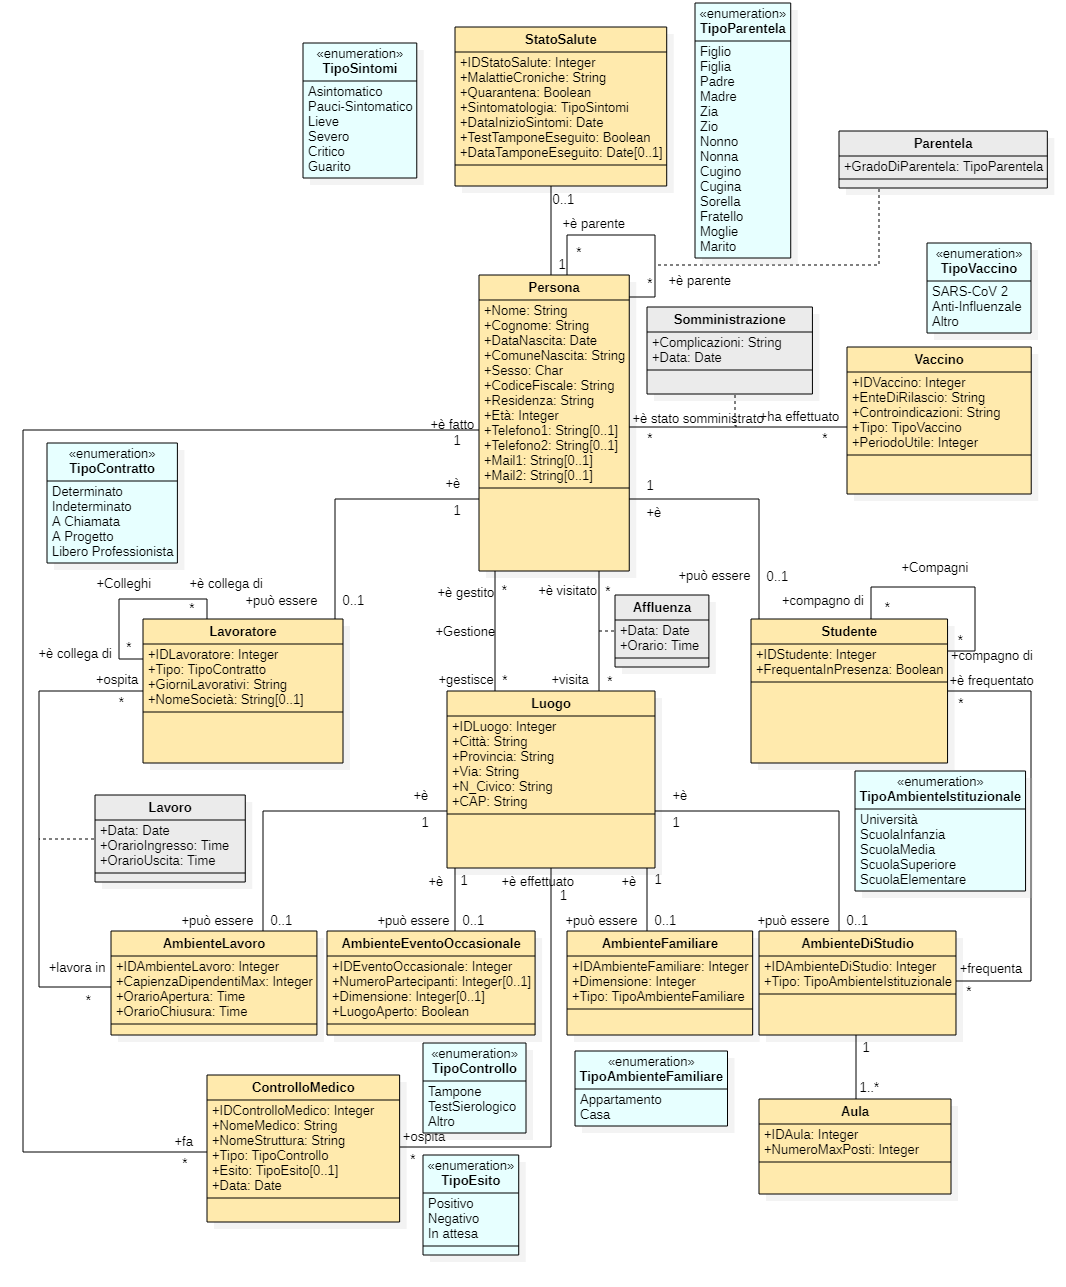 «enumeration»
TipoSintomi
Asintomatico
Pauci-Sintomatico
Lieve
Severo
Critico
Guarito
StatoSalute
+IDStatoSalute: Integer
+MalattieCroniche: String
+Quarantena: Boolean
+Sintomatologia: TipoSintomi
+DataInizioSintomi: Date
+TestTamponeEseguito: Boolean
+DataTamponeEseguito: Date[0..1]
«enumeration»
TipoParentela
Figlio
Figlia
Padre
Madre
Zia
Zio
Nonno
Nonna
Cugino
Cugina
Sorella
Fratello
Moglie
Marito
Parentela
+GradoDiParentela: TipoParentela
0..1
1
+è parente
*
*
+è parente
«enumeration»
TipoVaccino
SARS-CoV 2
Anti-Influenzale
Altro
Persona
+Nome: String
+Cognome: String
+DataNascita: Date
+ComuneNascita: String
+Sesso: Char
+CodiceFiscale: String
+Residenza: String
+Età: Integer
+Telefono1: String[0..1]
+Telefono2: String[0..1]
+Mail1: String[0..1]
+Mail2: String[0..1]
Somministrazione
+Complicazioni: String
+Data: Date
+è stato somministrato
*
+ha effettuato
*
Vaccino
+IDVaccino: Integer
+EnteDiRilascio: String
+Controindicazioni: String
+Tipo: TipoVaccino
+PeriodoUtile: Integer
+è fatto
1
«enumeration»
TipoContratto
Determinato
Indeterminato
A Chiamata
A Progetto
Libero Professionista
+è
1
1
+è
+Colleghi
+è collega di
*
*
+è collega di
+può essere
0..1
Lavoratore
+IDLavoratore: Integer
+Tipo: TipoContratto
+GiorniLavorativi: String
+NomeSocietà: String[0..1]
+ospita
*
+è gestito
*
+Gestione
+gestisce
*
+è visitato
*
+visita
*
Affluenza
+Data: Date
+Orario: Time
+può essere
0..1
+Compagni
+compagno di
*
*
+compagno di
Studente
+IDStudente: Integer
+FrequentaInPresenza: Boolean
+è frequentato
*
Luogo
+IDLuogo: Integer
+Città: String
+Provincia: String
+Via: String
+N_Civico: String
+CAP: String
«enumeration»
TipoAmbienteIstituzionale
Università
ScuolaInfanzia
ScuolaMedia
ScuolaSuperiore
ScuolaElementare
Lavoro
+Data: Date
+OrarioIngresso: Time
+OrarioUscita: Time
+è
1
+è
1
+è
1
+è effettuato
1
+è
1
+può essere
0..1
+può essere
0..1
+può essere
0..1
+può essere
0..1
+lavora in
*
AmbienteLavoro
+IDAmbienteLavoro: Integer
+CapienzaDipendentiMax: Integer
+OrarioApertura: Time
+OrarioChiusura: Time
AmbienteEventoOccasionale
+IDEventoOccasionale: Integer
+NumeroPartecipanti: Integer[0..1]
+Dimensione: Integer[0..1]
+LuogoAperto: Boolean
AmbienteFamiliare
+IDAmbienteFamiliare: Integer
+Dimensione: Integer
+Tipo: TipoAmbienteFamiliare
AmbienteDiStudio
+IDAmbienteDiStudio: Integer
+Tipo: TipoAmbienteIstituzionale
+frequenta
*
«enumeration»
TipoControllo
Tampone
TestSierologico
Altro
«enumeration»
TipoAmbienteFamiliare
Appartamento
Casa
1
1..*
ControlloMedico
+IDControlloMedico: Integer
+NomeMedico: String
+NomeStruttura: String
+Tipo: TipoControllo
+Esito: TipoEsito[0..1]
+Data: Date
+fa
*
+ospita
*
Aula
+IDAula: Integer
+NumeroMaxPosti: Integer
«enumeration»
TipoEsito
Positivo
Negativo
In attesa